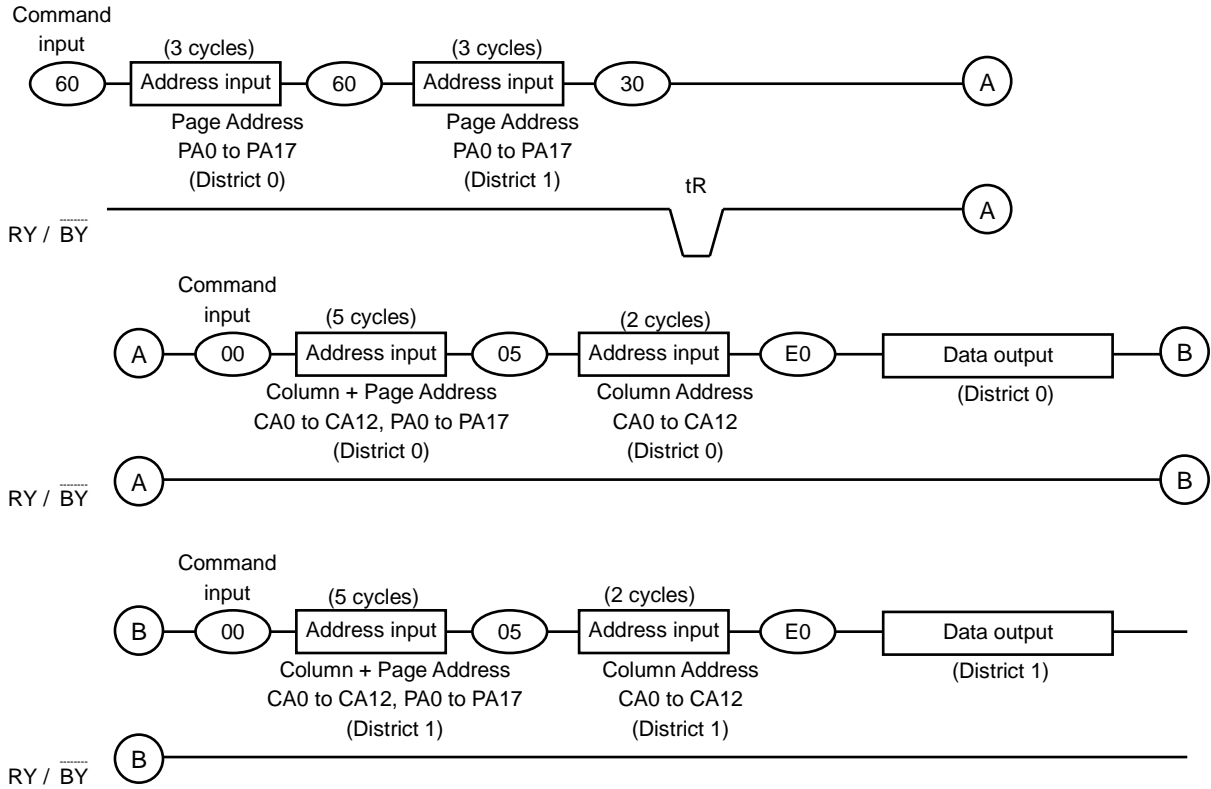 Command
input
(3 cycles) (3 cycles)
60 Address input 60 Address input 30 A
Page Address Page Address
PA0 to PA17 PA0 to PA17
(District 0) (District 1)
tR
A
RY / BY
Command
input
(5 cycles) (2 cycles)
A 00 Address input 05 Address input E0 Data output B
Column + Page Address Column Address (District 0)
CA0 to CA12, PA0 to PA17 CA0 to CA12
(District 0) (District 0)
A B
RY / BY
Command
input
(5 cycles) (2 cycles)
B 00 Address input 05 Address input E0 Data output
Column + Page Address Column Address (District 1)
CA0 to CA12, PA0 to PA17 CA0 to CA12
(District 1) (District 1)
B
RY / BY